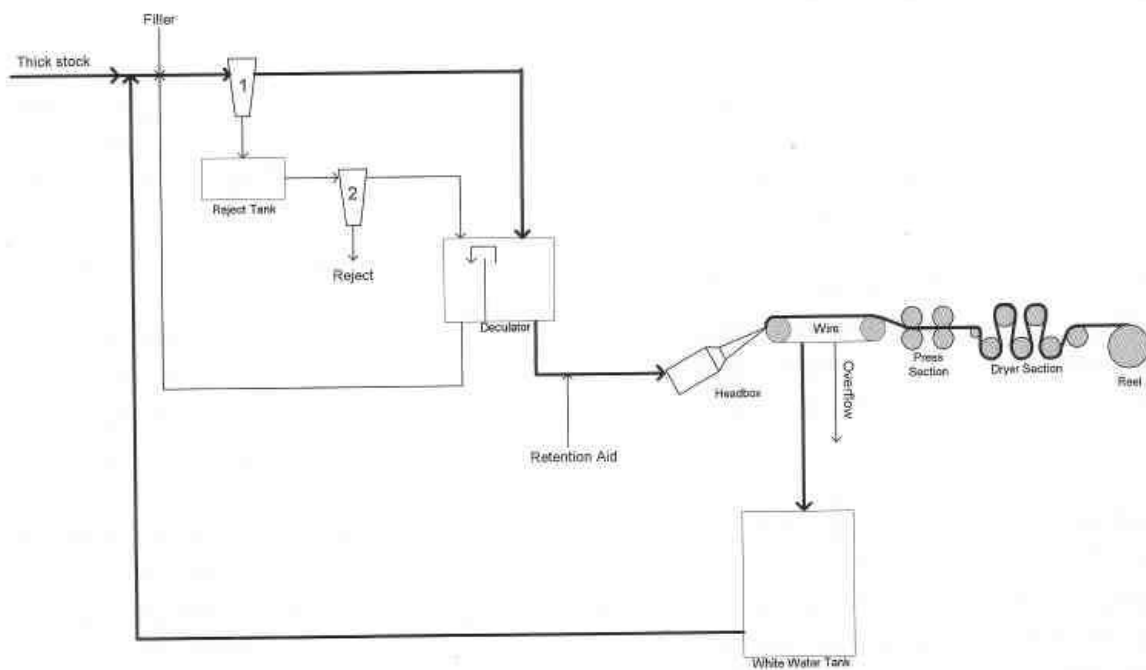 Filler
Thick stock
1
Reject Tank
2
Reject
Deculator
Retention Aid
Headbox
Wire
Overflow
Press
Section
Dryer Section
Reel
White Water Tank